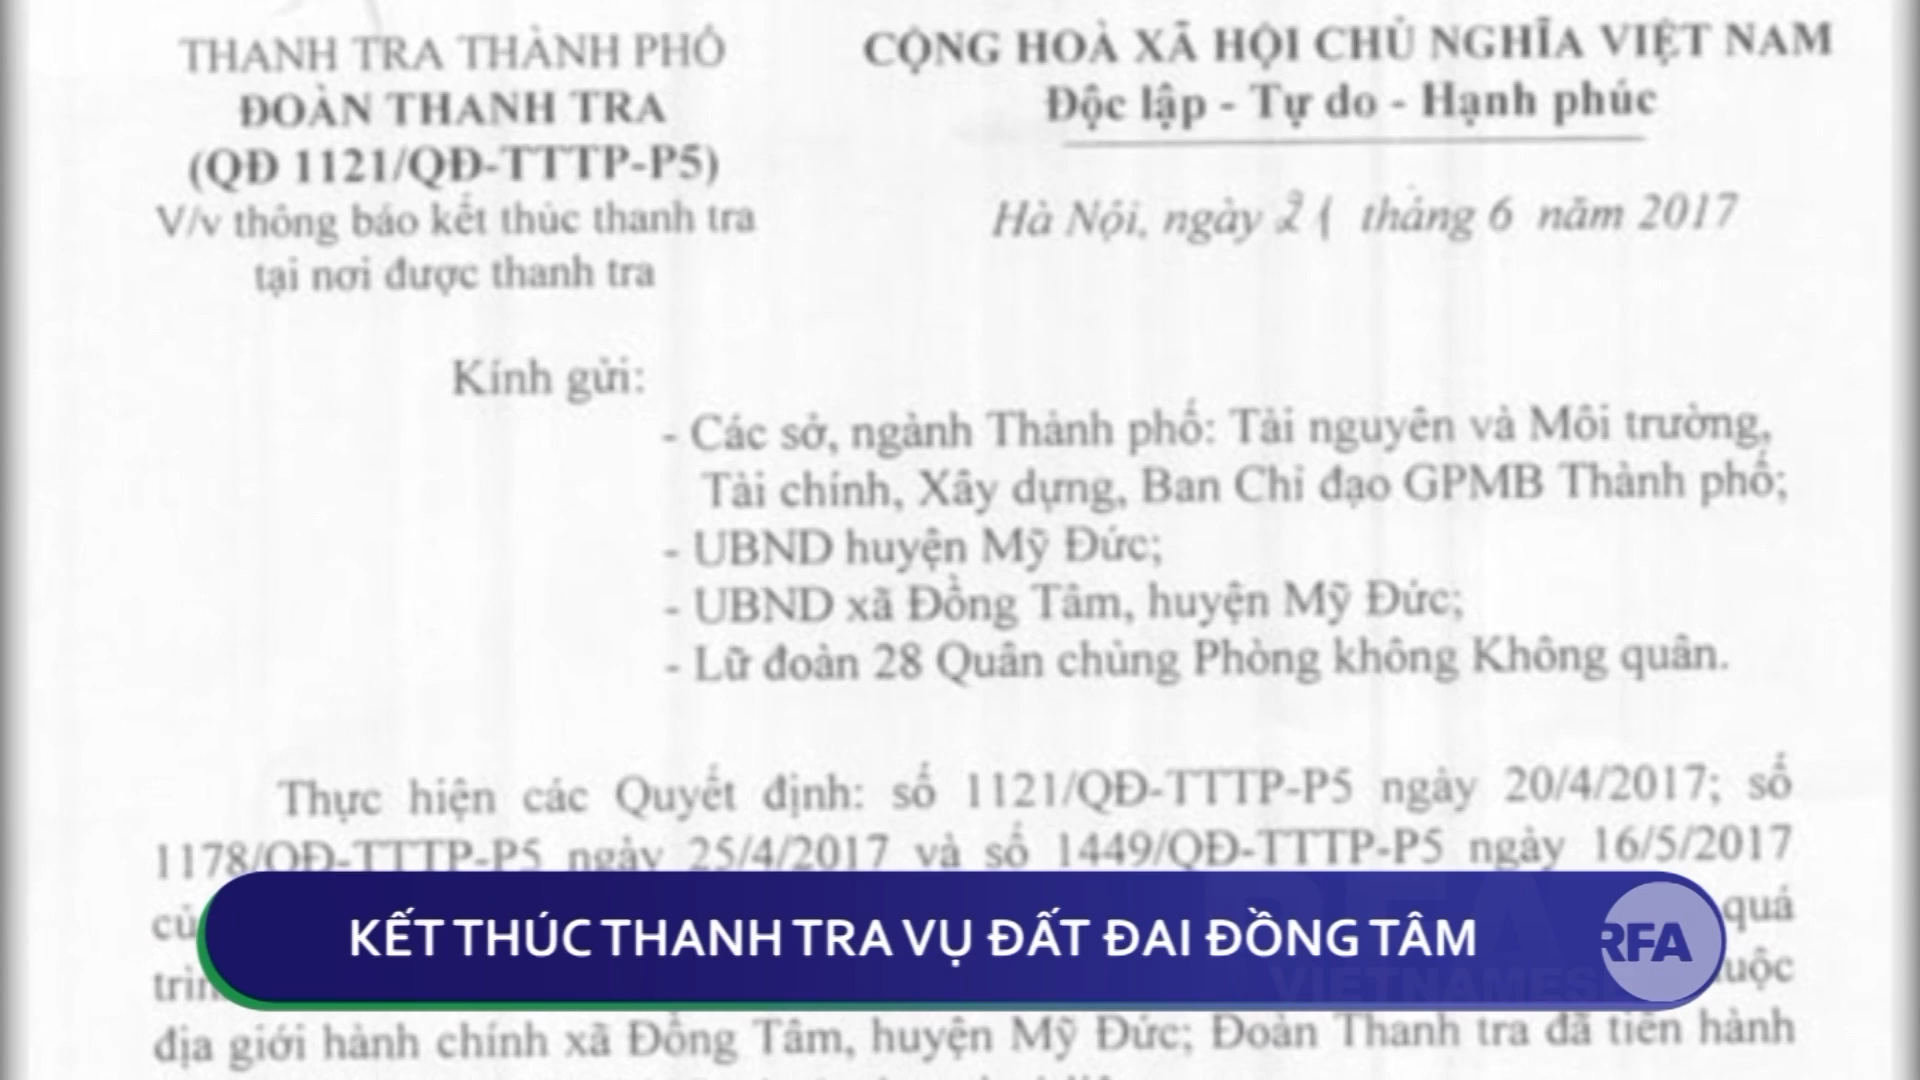 THANH TRA THÀNH PHỐ
ĐOÀN THANH TRA
(QĐ 1121/QĐ-TTTP-P5)
V/v thông báo kết thúc thanh tra
tại nơi được thanh tra
CỘNG HOÀ XÃ HỘI CHỦ NGHĨA VIỆT NAM
Độc lập - Tự do - Hạnh phúc
Hà Nội, ngày 21 tháng 6 năm 2017
Kính gửi:
- Các sở, ngành Thành phố: Tài nguyên và Môi trường,
Tài chính, Xây dựng, Ban Chỉ đạo GPMB Thành phố;
- UBND huyện Mỹ Đức;
- UBND xã Đồng Tâm, huyện Mỹ Đức;
- Lữ đoàn 28 Quân chủng Phòng không Không quân.
Thực hiện các Quyết định: số 1121/QĐ-TTTP-P5 ngày 20/4/2017; số
1178/QĐ-TTTP-P5 ngày 25/4/2017 và số 1449/QĐ-TTTP-P5 ngày 16/5/2017
quá
KẾT THÚC THANH TRA VỤ ĐẤT ĐAI ĐỒNG TÂM
RFA
VIETNAMESE
địa giới hành chính xã Đồng Tâm, huyện Mỹ Đức; Đoàn Thanh tra đã tiến hành